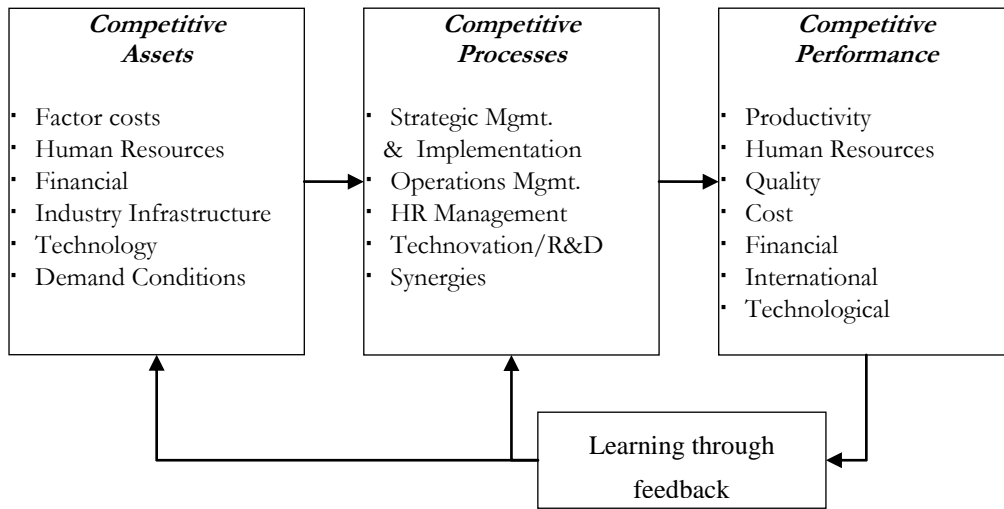 Competitive
Assets
▪ Factor costs
▪ Human Resources
▪ Financial
▪ Industry Infrastructure
▪ Technology
▪ Demand Conditions
Competitive
Processes
▪ Strategic Mgmt.
& Implementation
▪ Operations Mgmt.
▪ HR Management
▪ Technovation/R&D
▪ Synergies
Competitive
Performance
▪ Productivity
▪ Human Resources
▪ Quality
▪ Cost
▪ Financial
▪ International
▪ Technological
Learning through
feedback